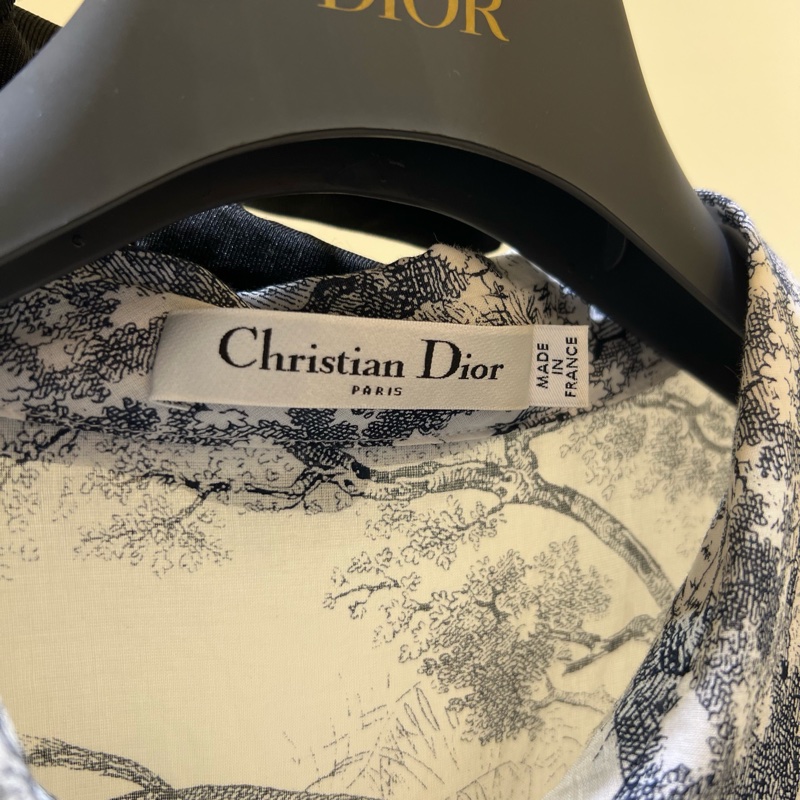 DIOR
Christian Dior
PARIS
MADE
IN
FRANCE